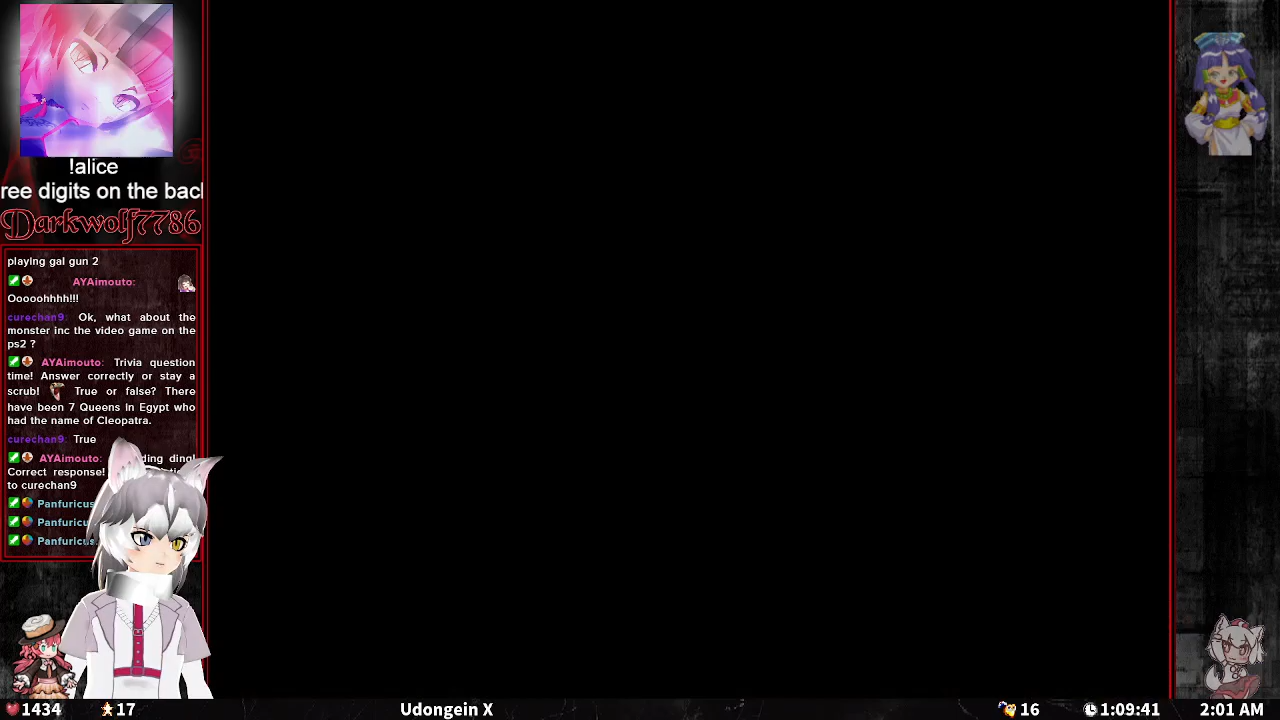 !alice
ree digits on the bac
Darkwolf7786
playing gal gun 2
AYAimouto:
Ooooohhhh!!!
curechan9: Ok, what about the
monster inc the video game on the
ps2 ?
AYAimouto: Trivia question
time! Answer correctly or stay a
scrub! True or false? There
have been 7 Queens in Egypt who
had the name of Cleopatra.
curechan9: True
AYAimouto: ding ding!
Correct response!
to curechan9
Panfuricus
Panfuricu
Panfuricus
1434
17
Udongein X
16
1:09:41
2:01 AM